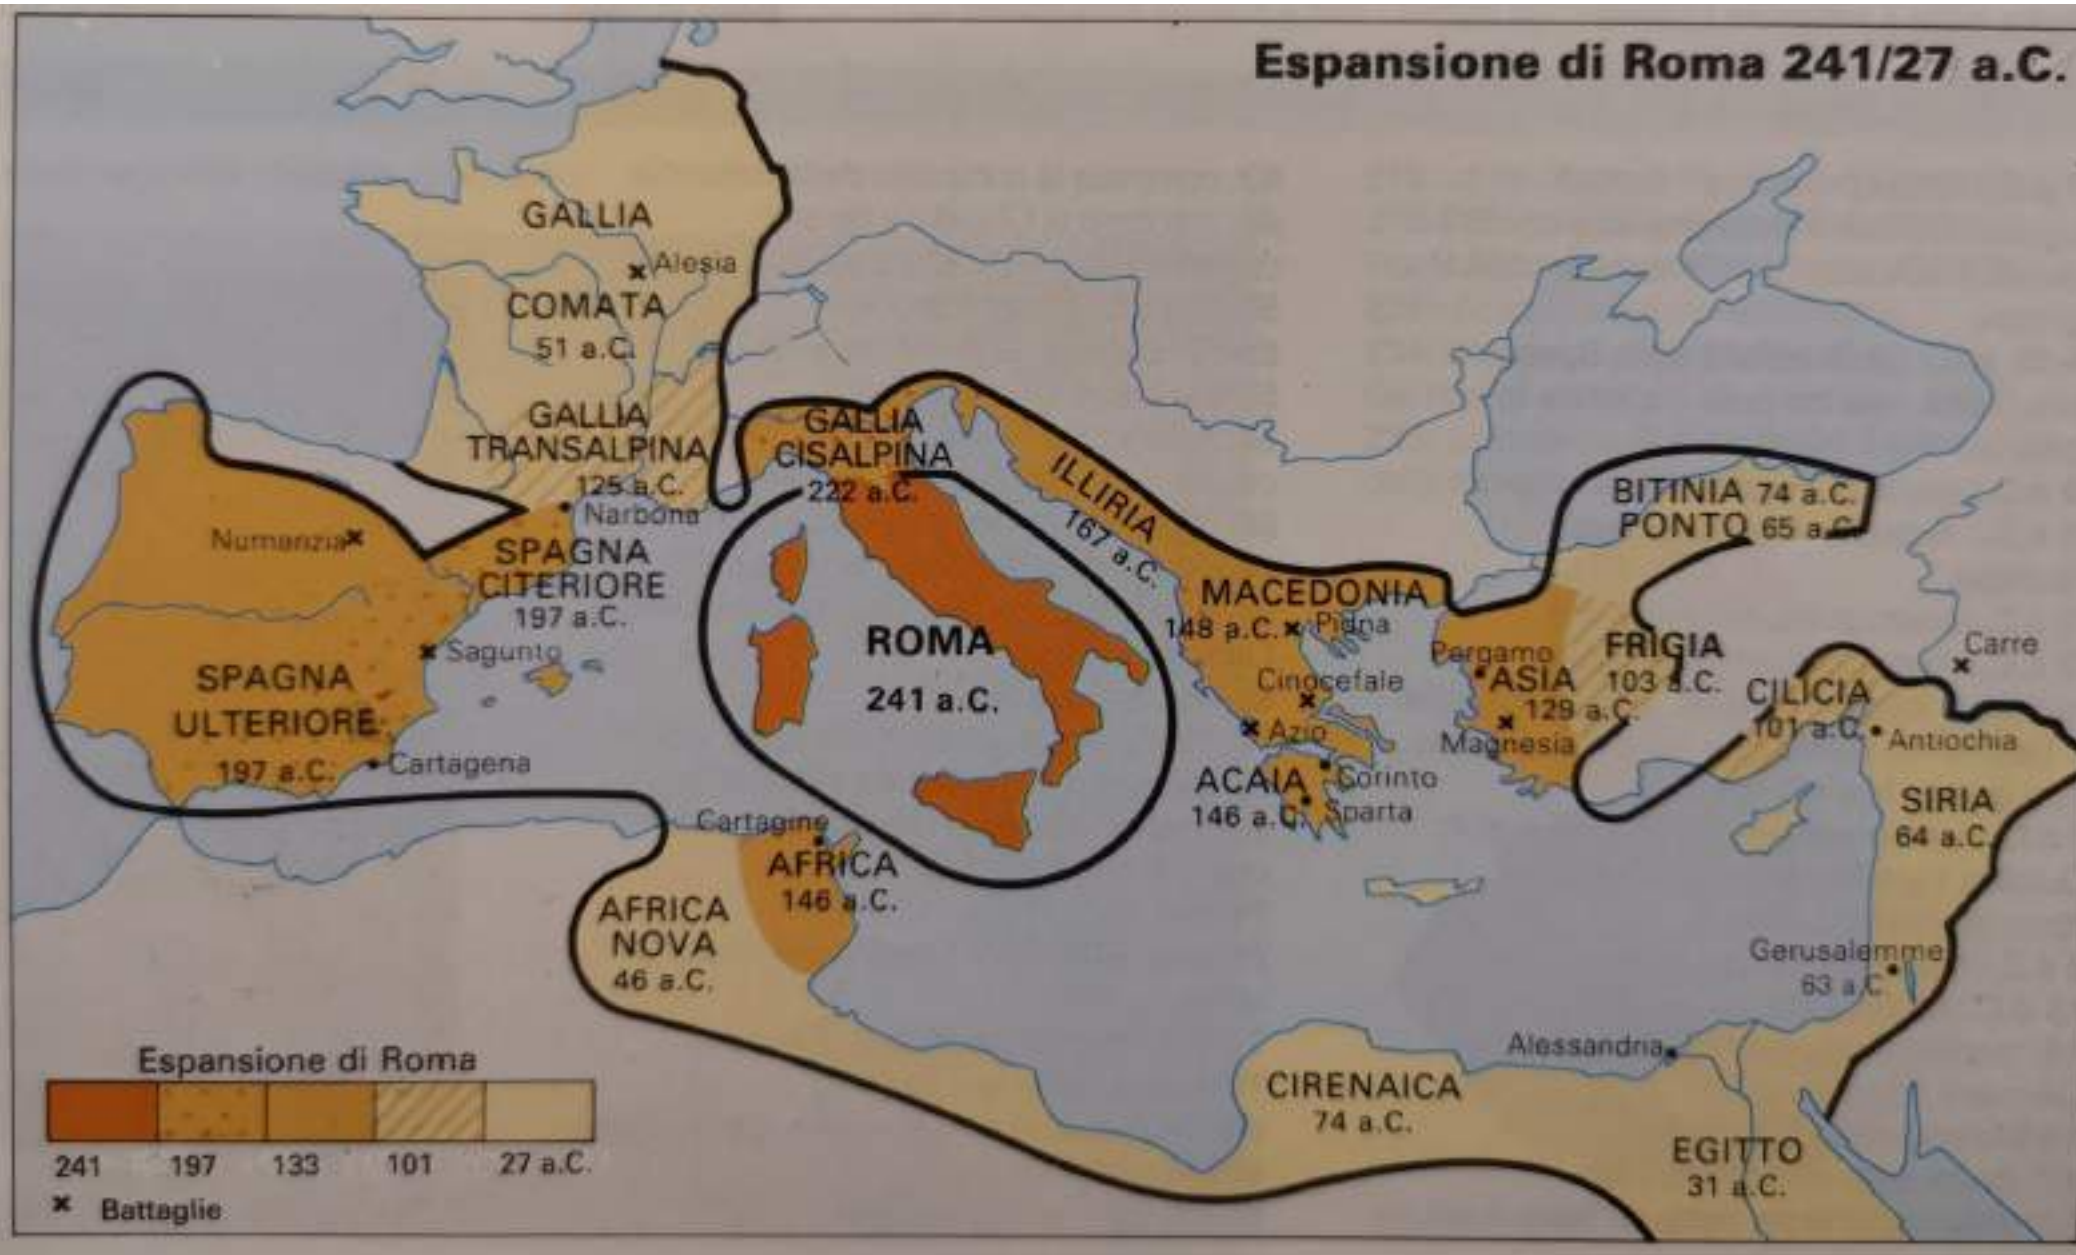 Espansione di Roma 241/27 a.C.
GALLIA
Alesia
COMATA
51 a.C.
GALLIA
TRANSALPINA
125 a.C.
Narbona
GALLIA
CISALPINA
222 a.C.
ILLIRIA
167 a.C.
BITINIA 74 a.C.
PONTO 65 a.C.
Numanzia
SPAGNA
CITERIORE
197 a.C.
Sagunto
SPAGNA
ULTERIORE
197 a.C.
Cartagena
ROMA
241 a.C.
MACEDONIA
148 a.C.
Pidna
Cinocefale
Azio
ACAIA
146 a.C.
Corinto
Sparta
Pergamo
ASIA
129 a.C.
Magnesia
FRIGIA
103 a.C.
CILICIA
101 a.C.
Carre
Antiochia
SIRIA
64 a.C.
Cartagine
AFRICA
146 a.C.
AFRICA
NOVA
46 a.C.
Gerusalemme
63 a.C
Alessandria
CIRENAICA
74 a.C.
EGITTO
31 a.C.
Espansione di Roma
241 197 133 101 27 a.C.
Battaglie